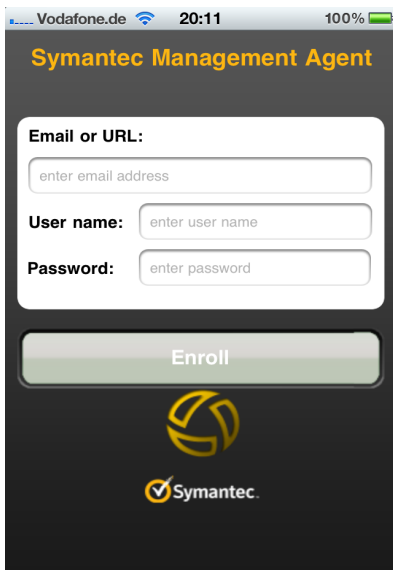 Vodafone.de 20:11 100%
Symantec Management Agent
Email or URL:
enter email address
User name: enter user name
Password: enter password
Enroll
Symantec.